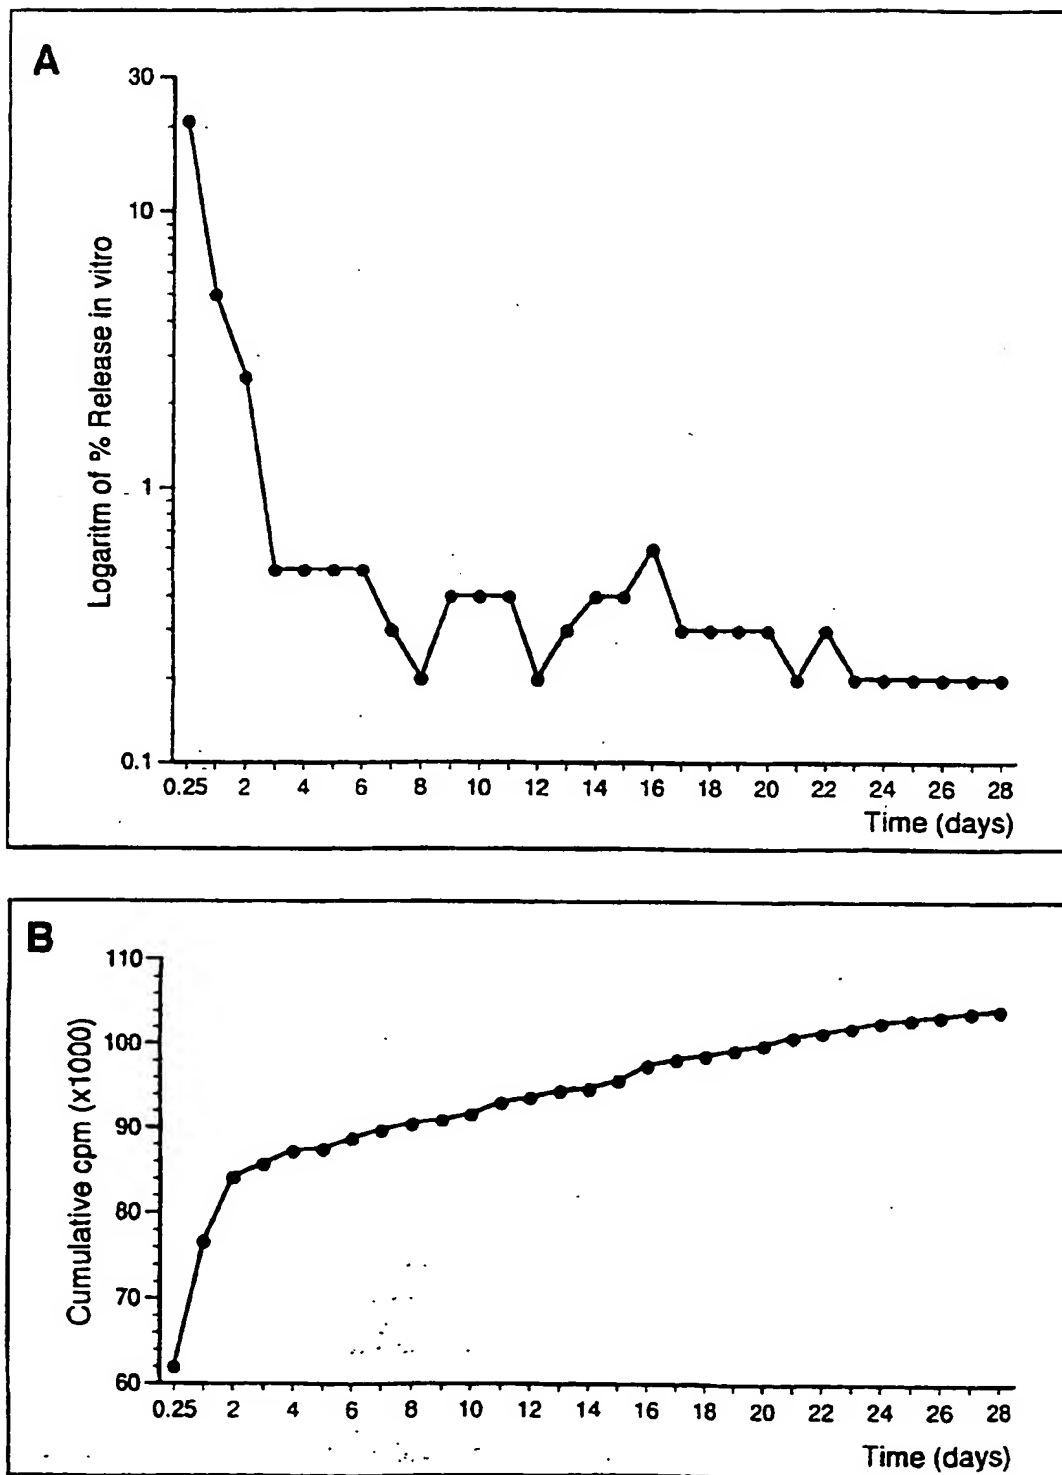 A
30
10
1
0.1
Logaritm of % Release in vitro
0.25 2 4 6 8 10 12 14 16 18 20 22 24 26 28
Time (days)
B
110
100
90
80
70
60
Cumulative cpm (x1000)
0.25 2 4 6 8 10 12 14 16 18 20 22 24 26 28
Time (days)